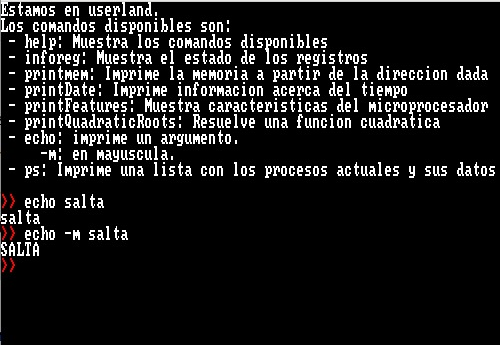 Estamos en userland.
Los comandos disponibles son:
- help: Muestra los comandos disponibles
- inforeg: Muestra el estado de los registros
- printmem: Imprime la memoria a partir de la direccion dada
- printDate: Imprime informacion acerca del tiempo
- printFeatures: Muestra caracteristicas del microprocesador
- printQuadraticRoots: Resuelve una funcion cuadratica
- echo: imprime un argumento.
-m: en mayuscula.
- ps: Imprime una lista con los procesos actuales y sus datos
>> echo salta
salta
>> echo -m salta
SALTA
>>